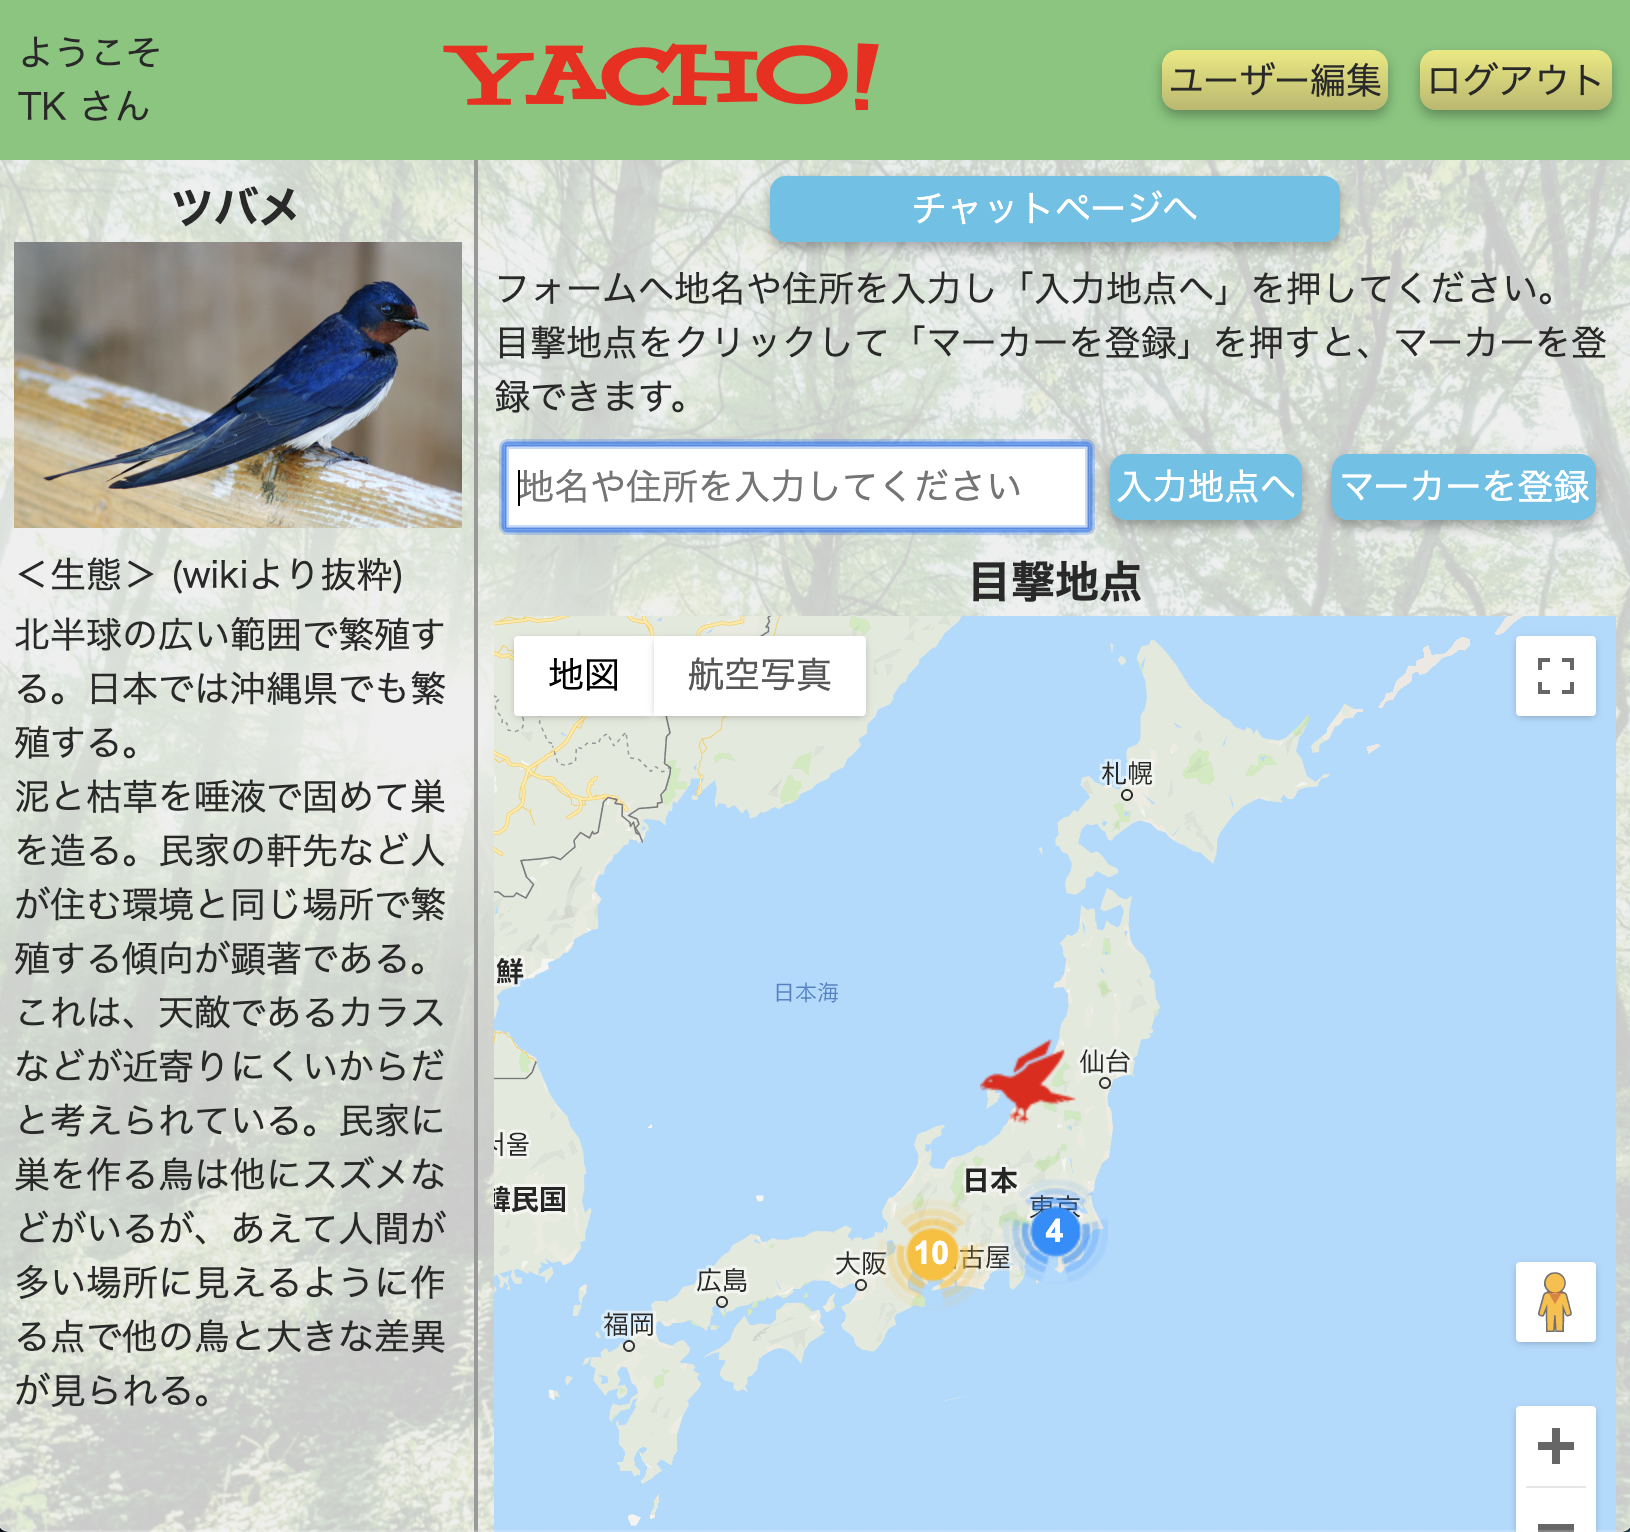 ようこそ
TK さん
YACHO!
ユーザー編集
ログアウト
ツバメ
＜生態＞ (wikiより抜粋)
北半球の広い範囲で繁殖す
る。日本では沖縄県でも繁
殖する。
泥と枯草を唾液で固めて巣
を造る。民家の軒先など人
が住む環境と同じ場所で繁
殖する傾向が顕著である。
これは、天敵であるカラス
などが近寄りにくいからだ
と考えられている。民家に
巣を作る鳥は他にスズメな
どがいるが、あえて人間が
多い場所に見えるように作
る点で他の鳥と大きな差異
が見られる。
チャットページへ
フォームへ地名や住所を入力し「入力地点へ」を押してください。
目撃地点をクリックして「マーカーを登録」を押すと、マーカーを登
録できます。
地名や住所を入力してください
入力地点へ
マーカーを登録
目撃地点
地図
航空写真
札幌
鮮
日本海
仙台
서울
韓民国
日本
東京
4
10
古屋
大阪
広島
福岡